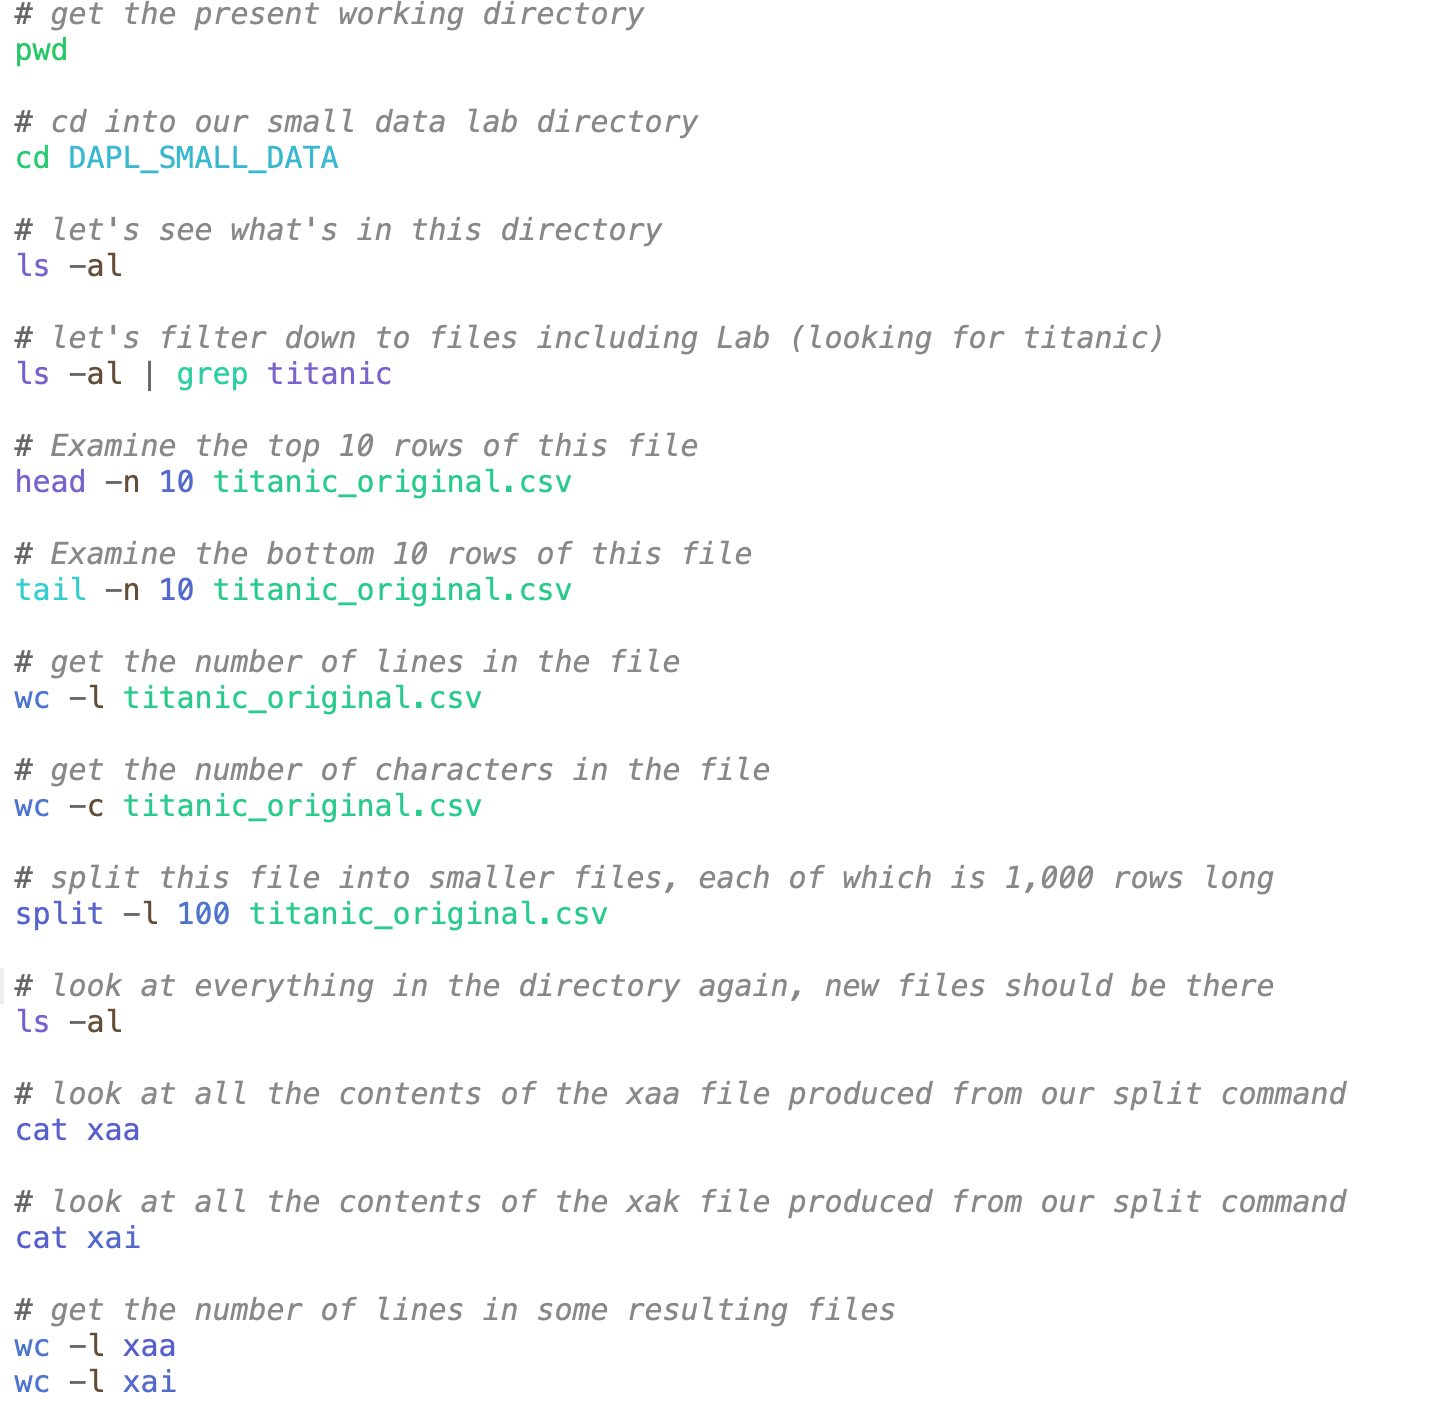 # get the present working directory
pwd
# cd into our small data lab directory
cd DAPL_SMALL_DATA
# let's see what's in this directory
ls -al
# let's filter down to files including Lab (looking for titanic)
ls -al | grep titanic
# Examine the top 10 rows of this file
head -n 10 titanic_original.csv
# Examine the bottom 10 rows of this file
tail -n 10 titanic_original.csv
# get the number of lines in the file
wc -l titanic_original.csv
# get the number of characters in the file
wc -c titanic_original.csv
# split this file into smaller files, each of which is 1,000 rows long
split -l 100 titanic_original.csv
# look at everything in the directory again, new files should be there
ls -al
# look at all the contents of the xaa file produced from our split command
cat xaa
# look at all the contents of the xak file produced from our split command
cat xai
# get the number of lines in some resulting files
wc -l xaa
wc -l xai